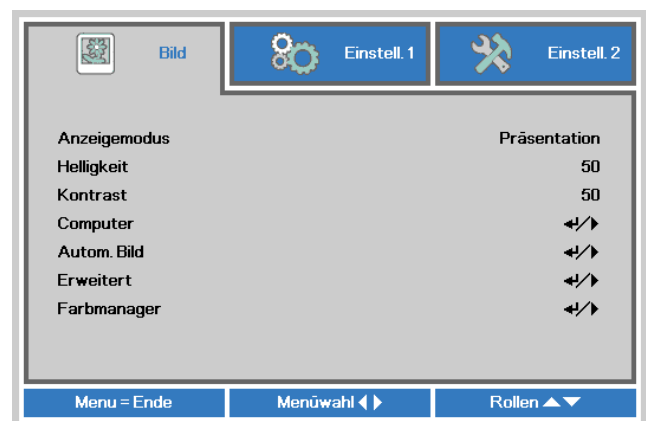 Bild Einstell. 1 Einstell. 2
Anzeigemodus Präsentation
Helligkeit 50
Kontrast 50
Computer ↵/▶
Autom. Bild ↵/▶
Erweitert ↵/▶
Farbmanager ↵/▶
Menu = Ende Menüwahl ◀ ▶ Rollen ▲▼